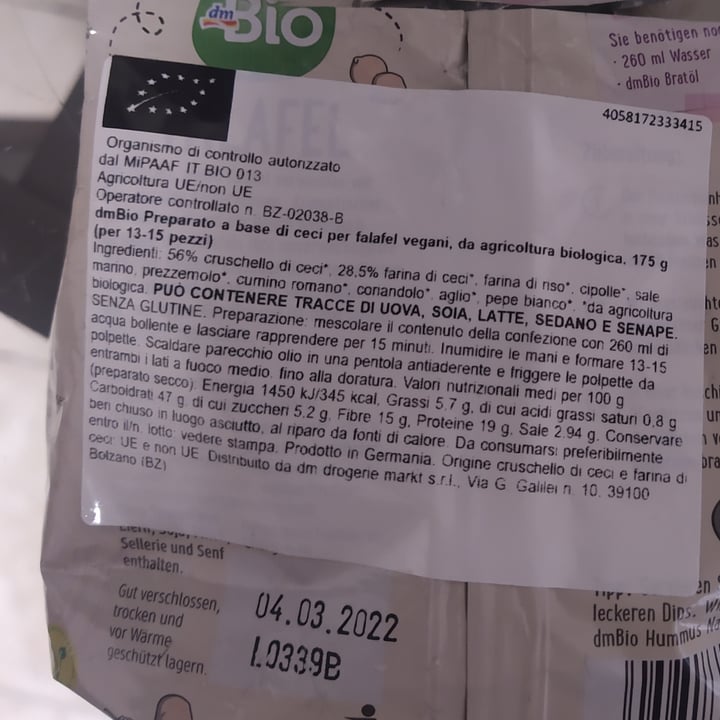 dm
Bio
Sie benötigen
· 260 ml Wasser
· dmBio Bratöl
4058172333415
Organismo di controllo autorizzato
dal MiPAAF IT BIO 013
Agricoltura UE/non UE
Operatore controllato n. BZ-02038-B
dmBio Preparato a base di ceci per falafel vegani, da agricoltura biologica, 175 g
(per 13-15 pezzi)
Ingredienti: 56% cruschello di ceci*, 28,5% farina di ceci*, farina di riso*, cipolle*, sale
marino, prezzemolo*, cumino romano*, coriandolo*, aglio*, pepe bianco*. *da agricoltura
biologica. PUÒ CONTENERE TRACCE DI UOVA, SOIA, LATTE, SEDANO E SENAPE.
SENZA GLUTINE. Preparazione: mescolare il contenuto della confezione con 260 ml di
acqua bollente e lasciare rapprendere per 15 minuti. Inumidire le mani e formare 13-15
polpette. Scaldare parecchio olio in una pentola antiaderente e friggere le polpette da
entrambi i lati a fuoco medio, fino alla doratura. Valori nutrizionali medi per 100 g
(preparato secco): Energia 1450 kJ/345 kcal, Grassi 5,7 g, di cui acidi grassi saturi 0,8 g
Carboidrati 47 g, di cui zuccheri 5,2 g, Fibre 15 g, Proteine 19 g, Sale 2,94 g. Conservare
ben chiuso in luogo asciutto, al riparo da fonti di calore. Da consumarsi preferibilmente
entro il/n. lotto: vedere stampa. Prodotto in Germania. Origine cruschello di ceci e farina di
ceci: UE e non UE. Distribuito da dm drogerie markt s.r.l., Via G. Galilei n. 10, 39100
Bolzano (BZ)
Sellerie und Senf
enthalten.
Gut verschlossen,
trocken und
vor Wärme
geschützt lagern.
04.03.2022
L0339B
leckeren Dips.
dmBio Hummus